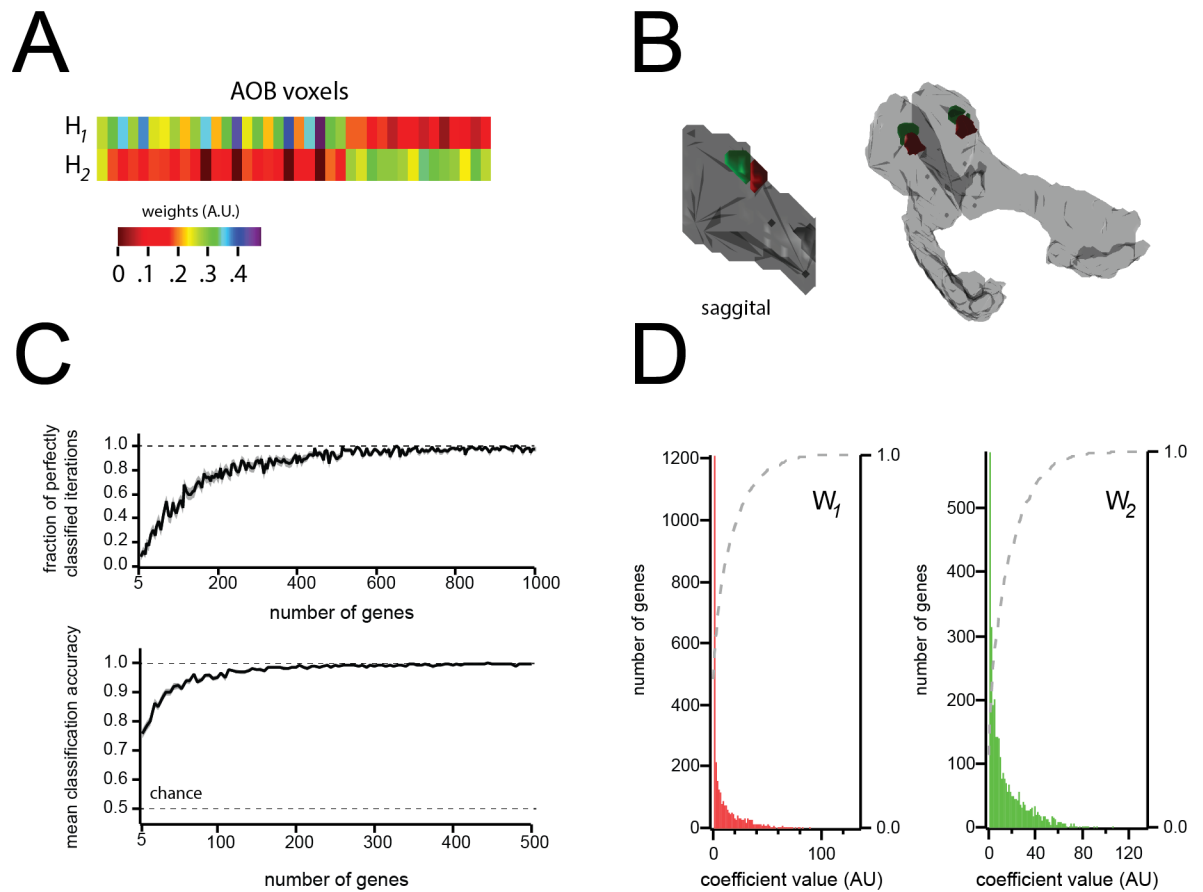 A
AOB voxels
H1
H2
weights (A.U.)
0 .1 .2 .3 .4
B
saggital
C
fraction of perfectly
classified iterations
1.0
0.8
0.6
0.4
0.2
0.0
5 200 400 600 800 1000
number of genes
mean classification accuracy
1.0
0.9
0.8
0.7
0.6
0.5
chance
5 100 200 300 400 500
number of genes
D
number of genes
1200
1000
800
600
400
200
0
W1
1.0
0.0
0 100
coefficient value (AU)
number of genes
500
400
300
200
100
0
W2
1.0
0.0
0 40 80 120
coefficient value (AU)